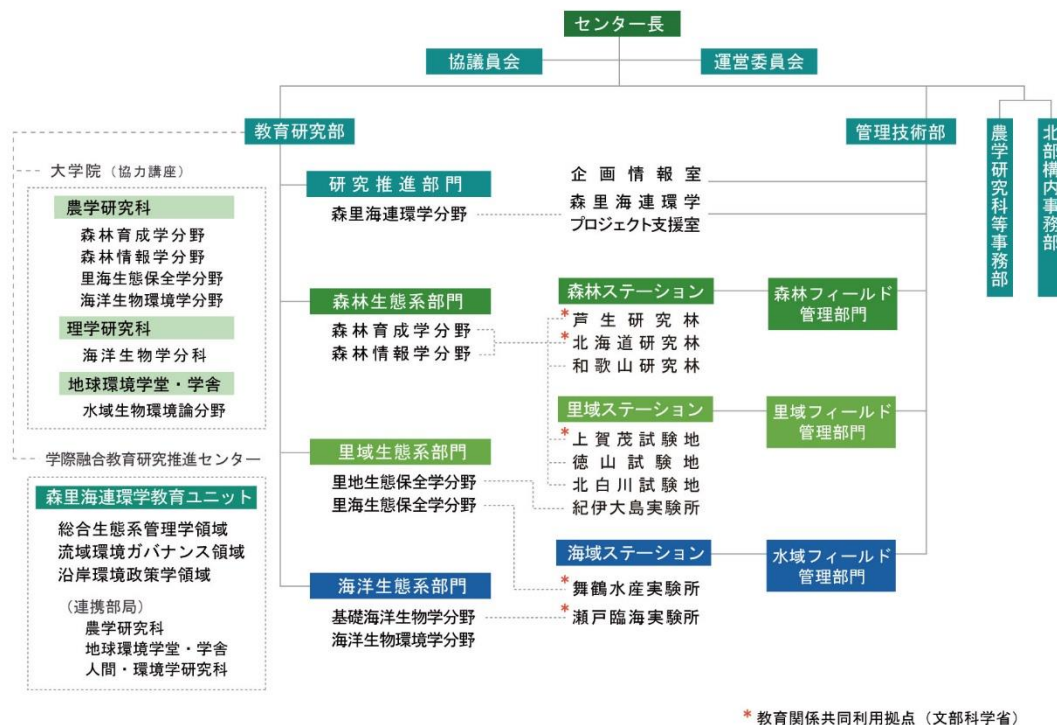 センター長
協議員会
運営委員会
教育研究部
管理技術部
農学研究科等事務部
北部構内事務部
大学院（協力講座）
農学研究科
森林育成学分野
森林情報学分野
里海生態保全学分野
海洋生物環境学分野
理学研究科
海洋生物学分科
地球環境学堂・学舎
水域生物環境論分野
学際融合教育研究推進センター
森里海連環学教育ユニット
総合生態系管理学領域
流域環境ガバナンス領域
沿岸環境政策学領域
（連携部局）
農学研究科
地球環境学堂・学舎
人間・環境学研究科
研究推進部門
森里海連環学分野
企画情報室
森里海連環学
プロジェクト支援室
森林生態系部門
森林育成学分野
森林情報学分野
森林ステーション
*芦生研究林
*北海道研究林
和歌山研究林
森林フィールド
管理部門
里域生態系部門
里地生態保全学分野
里海生態保全学分野
里域ステーション
*上賀茂試験地
徳山試験地
北白川試験地
紀伊大島実験所
里域フィールド
管理部門
海洋生態系部門
基礎海洋生物学分野
海洋生物環境学分野
海域ステーション
*舞鶴水産実験所
*瀬戸臨海実験所
水域フィールド
管理部門
*教育関係共同利用拠点（文部科学省）